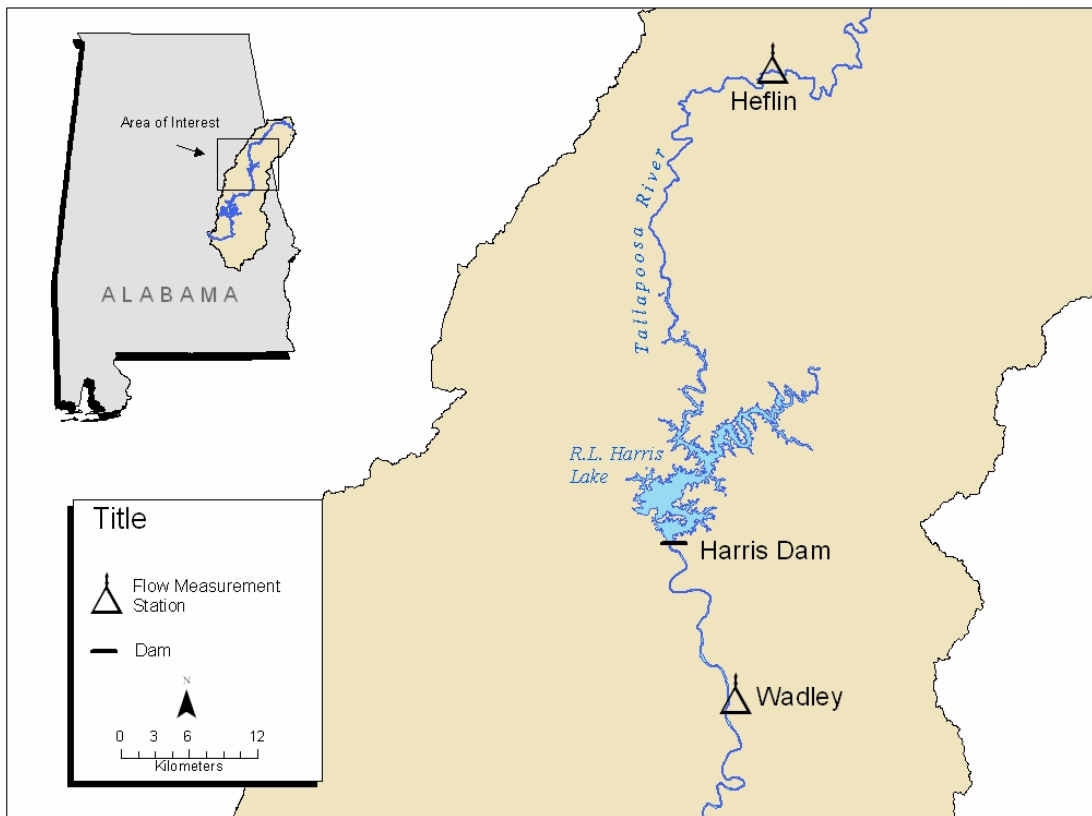 Area of Interest
ALABAMA
Heflin
Tallapoosa River
R.L. Harris
Lake
Harris Dam
Wadley
Title
Flow Measurement
Station
Dam
N
0 3 6 12
Kilometers